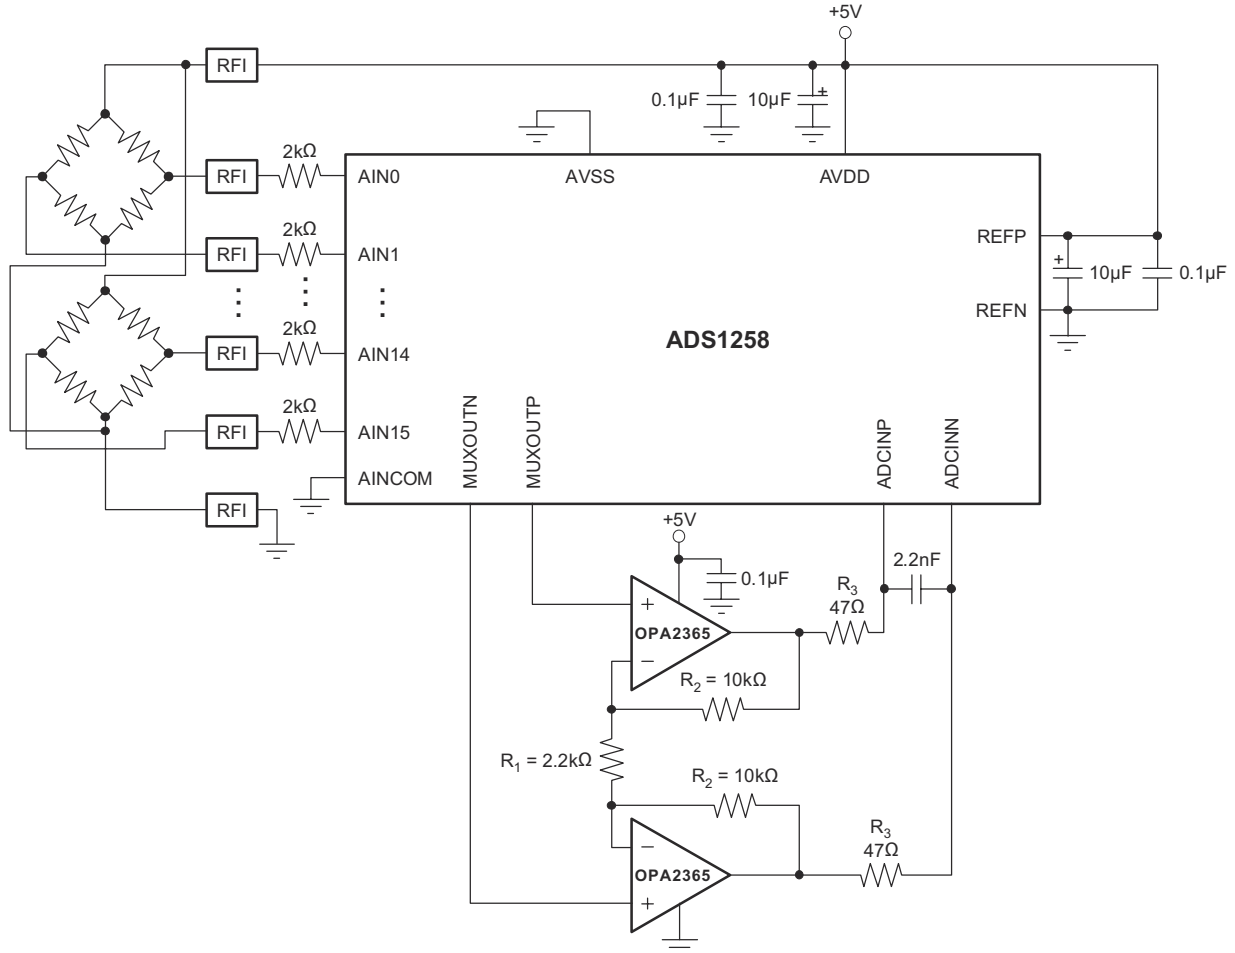 +5V
RFI
0.1µF
10µF
+
2kΩ
RFI
AIN0
AVSS
AVDD
REFP
2kΩ
RFI
AIN1
+
10µF
0.1µF
REFN
2kΩ
RFI
AIN14
ADS1258
2kΩ
RFI
AIN15
MUXOUTN
MUXOUTP
ADCINP
ADCINN
AINCOM
RFI
+5V
0.1µF
2.2nF
+
OPA2365
−
R3
47Ω
R2 = 10kΩ
R1 = 2.2kΩ
R2 = 10kΩ
−
OPA2365
+
R3
47Ω